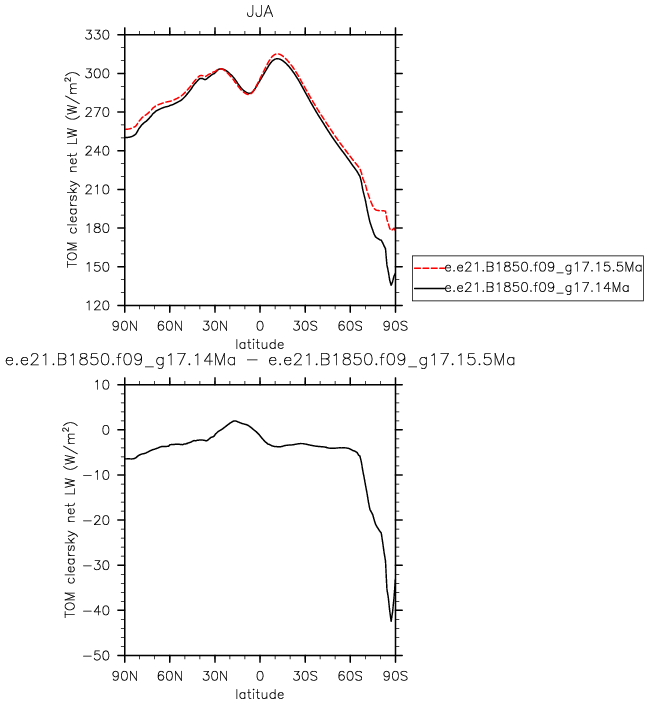 JJA
TOM clearsky net LW (W/m²)
330
300
270
240
210
180
150
120
90N 60N 30N 0 30S 60S 90S
latitude
e.e21.B1850.f09_g17.15.5Ma
e.e21.B1850.f09_g17.14Ma
e.e21.B1850.f09_g17.14Ma − e.e21.B1850.f09_g17.15.5Ma
TOM clearsky net LW (W/m²)
10
0
−10
−20
−30
−40
−50
90N 60N 30N 0 30S 60S 90S
latitude